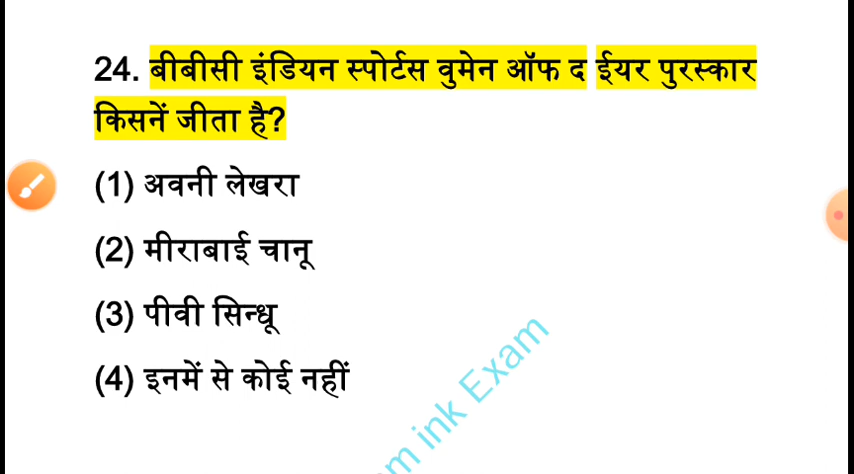 24. बीबीसी इंडियन स्पोर्टस वुमेन ऑफ द ईयर पुरस्कार
किसनें जीता है?
(1) अवनी लेखरा
(2) मीराबाई चानू
(3) पीवी सिन्धू
(4) इनमें से कोई नहीं
ink Exam